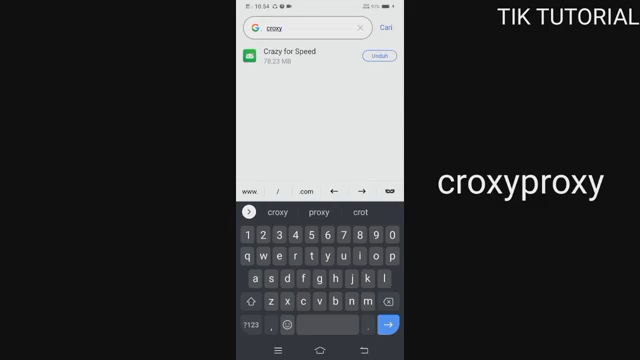 TIK TUTORIAL
10.54
croxy
Cari
Crazy for Speed
78.23 MB
Unduh
www. / .com ← →
croxy proxy crot
croxyproxy
1 2 3 4 5 6 7 8 9 0
q w e r t y u i o p
a s d f g h j k l
z x c v b n m
?123 , .